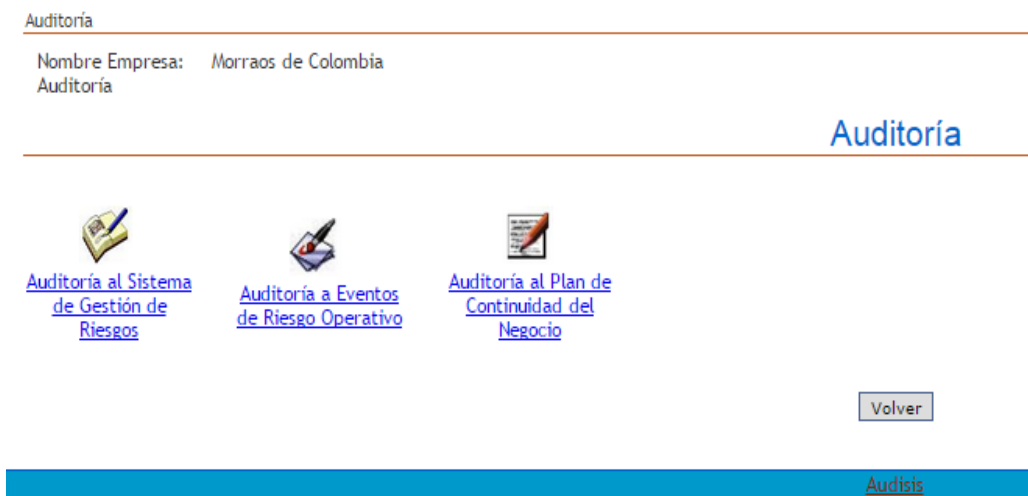 Auditoría
Nombre Empresa: Morraos de Colombia
Auditoría
Auditoría
Auditoría al Sistema
de Gestión de
Riesgos
Auditoría a Eventos
de Riesgo Operativo
Auditoría al Plan de
Continuidad del
Negocio
Volver
Audisis